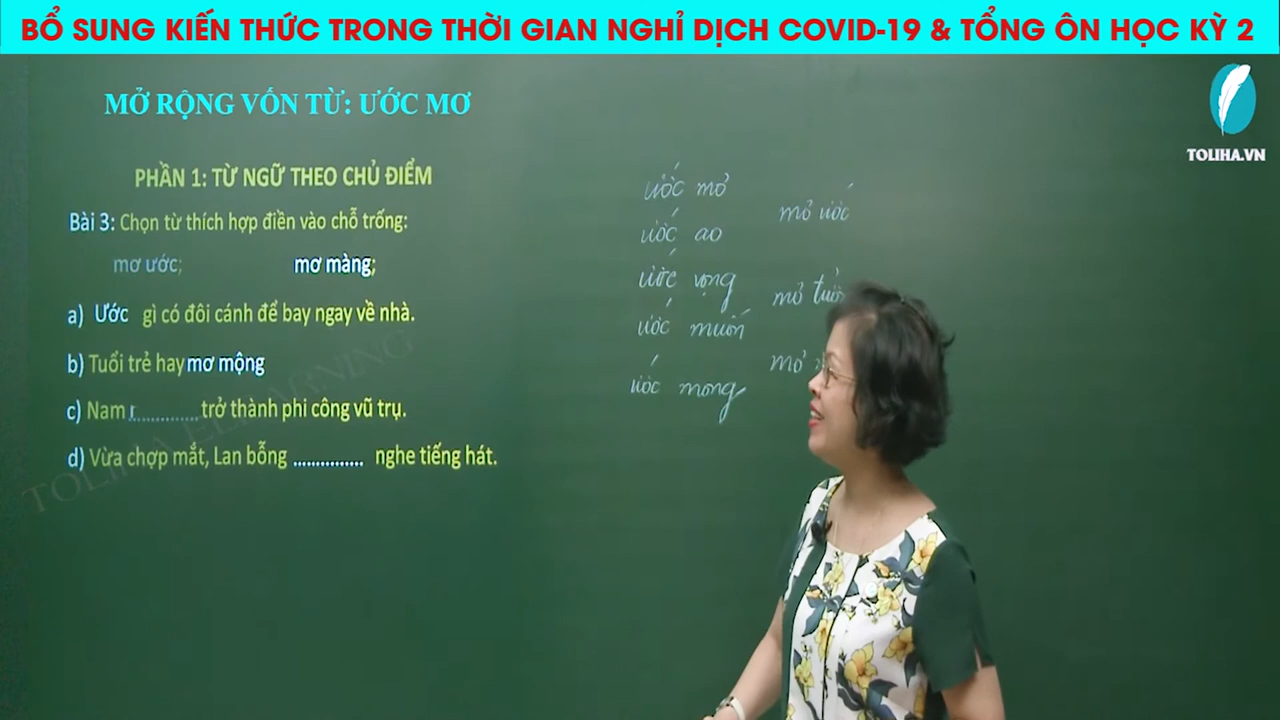 BỔ SUNG KIẾN THỨC TRONG THỜI GIAN NGHỈ DỊCH COVID-19 & TỔNG ÔN HỌC KỲ 2
TOLIHA.VN
MỞ RỘNG VỐN TỪ: ƯỚC MƠ
PHẦN 1: TỪ NGỮ THEO CHỦ ĐIỂM
Bài 3: Chọn từ thích hợp điền vào chỗ trống:
mơ ước; mơ màng;
a) Ước gì có đôi cánh để bay ngay về nhà.
b) Tuổi trẻ hay mơ mộng
c) Nam .............. trở thành phi công vũ trụ.
d) Vừa chợp mắt, Lan bỗng ............... nghe tiếng hát.
ước mơ
ước ao
ước vọng
ước muốn
ước mong
mơ ước
mơ
mơ
TOLIHA E-LEARNING